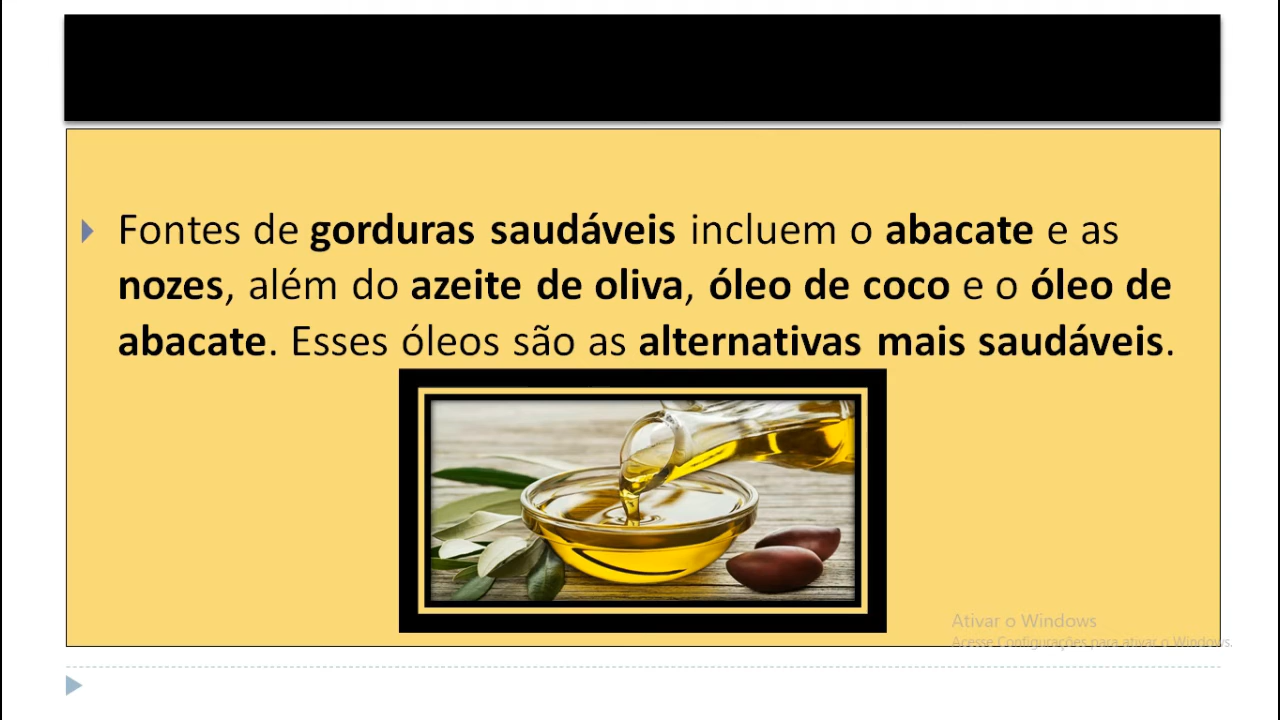 Fontes de gorduras saudáveis incluem o abacate e as
nozes, além do azeite de oliva, óleo de coco e o óleo de
abacate. Esses óleos são as alternativas mais saudáveis.
Ativar o Windows
Acesse Configurações para ativar o Windows.